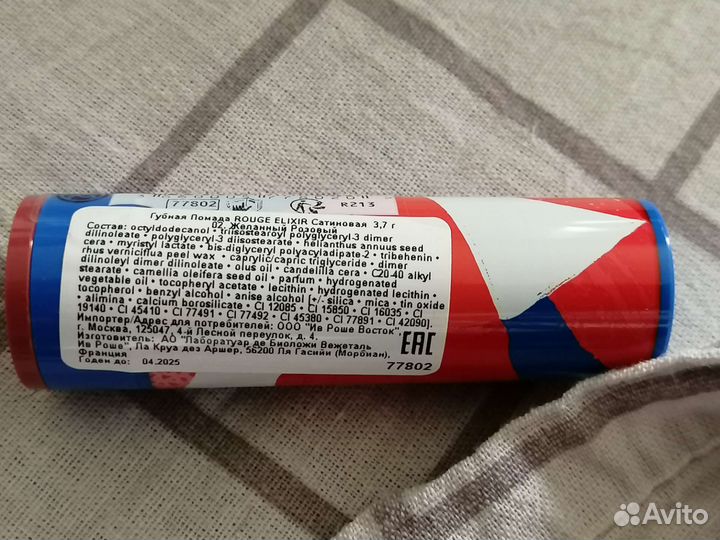 77802
R213
Губная Помада ROUGE ELIXIR Сатиновая 3,7 г
02. Желанный Розовый
Состав: octyldodecanol • triisostearoyl polyglyceryl-3 dimer
dilinoleate • polyglyceryl-3 diisostearate • helianthus annuus seed
cera • myristyl lactate • bis-diglyceryl polyacyladipate-2 • tribehenin •
rhus verniciflua peel wax • caprylic/capric triglyceride • dimer
dilinoleyl dimer dilinoleate • olus oil • candelilla cera • C20-40 alkyl
stearate • camellia oleifera seed oil • parfum • hydrogenated
vegetable oil • tocopheryl acetate • lecithin • hydrogenated lecithin •
tocopherol • benzyl alcohol • anise alcohol [+/- silica • mica • tin oxide
• alimina • calcium borosilicate • CI 12085 • CI 15850 • CI 16035 • CI
19140 • CI 45410 • CI 77491 • CI 77492 • CI 45380 • CI 77891 • CI 42090].
Импортер/Адрес для потребителей: ООО "Ив Роше Восток",
г. Москва, 125047, 4-й Лесной переулок, д. 4.
Изготовитель: АО "Лаборатуар де Биоложи Вежеталь
Ив Роше", Ла Круа дез Аршер, 56200 Ля Гасийи (Морбиан),
Франция
Годен до: 04.2025
EAC
77802
Avito